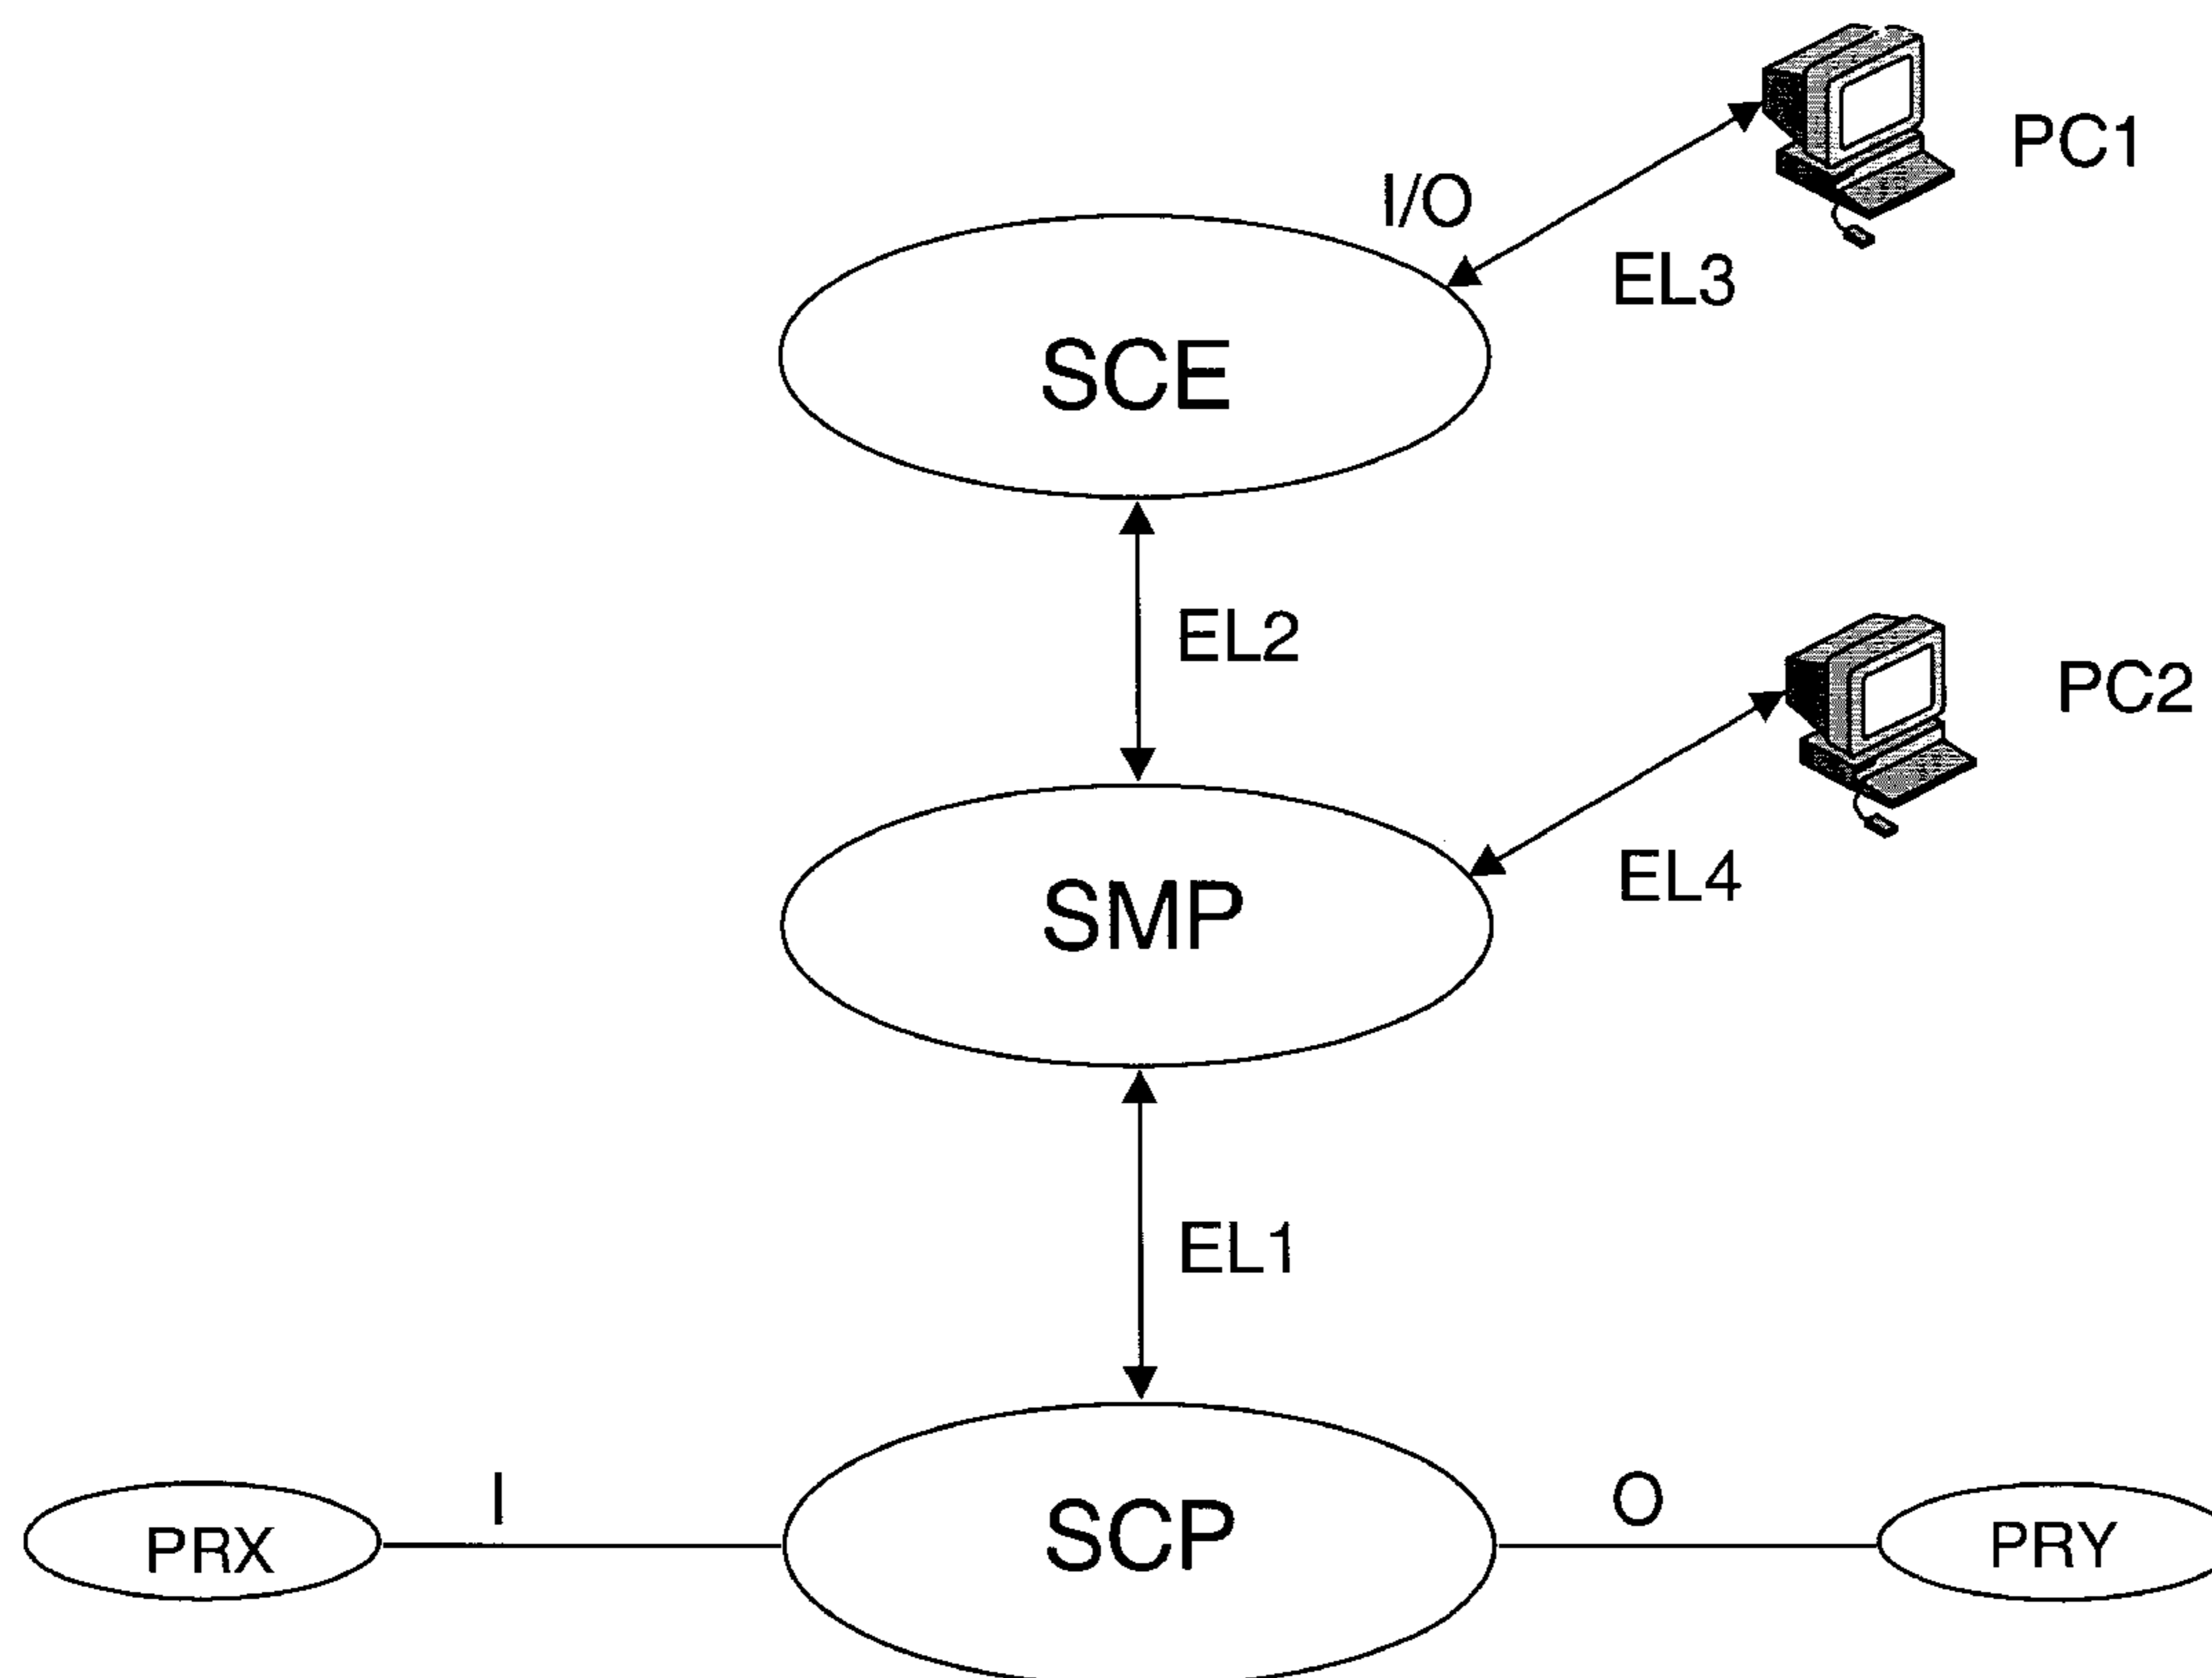 PC1
I/O
EL3
SCE
EL2
PC2
EL4
SMP
EL1
I
O
PRX
SCP
PRY